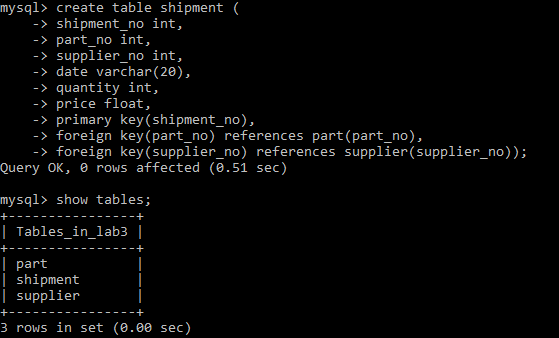 mysql> create table shipment (
    -> shipment_no int,
    -> part_no int,
    -> supplier_no int,
    -> date varchar(20),
    -> quantity int,
    -> price float,
    -> primary key(shipment_no),
    -> foreign key(part_no) references part(part_no),
    -> foreign key(supplier_no) references supplier(supplier_no));
Query OK, 0 rows affected (0.51 sec)

mysql> show tables;
+----------------+
| Tables_in_lab3 |
+----------------+
| part           |
| shipment       |
| supplier       |
+----------------+
3 rows in set (0.00 sec)